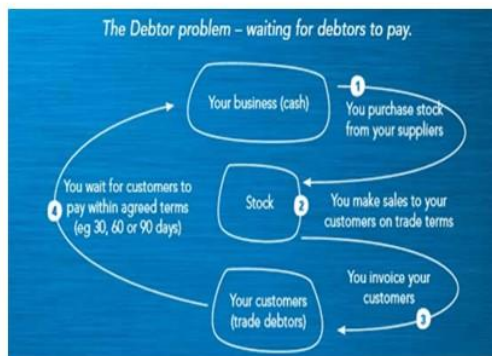 The Debtor problem – waiting for debtors to pay.
Your business (cash)
1
You purchase stock
from your suppliers
You wait for customers to
pay within agreed terms
(eg 30, 60 or 90 days)
4
Stock
2
You make sales to your
customers on trade terms
You invoice your
customers
3
Your customers
(trade debtors)